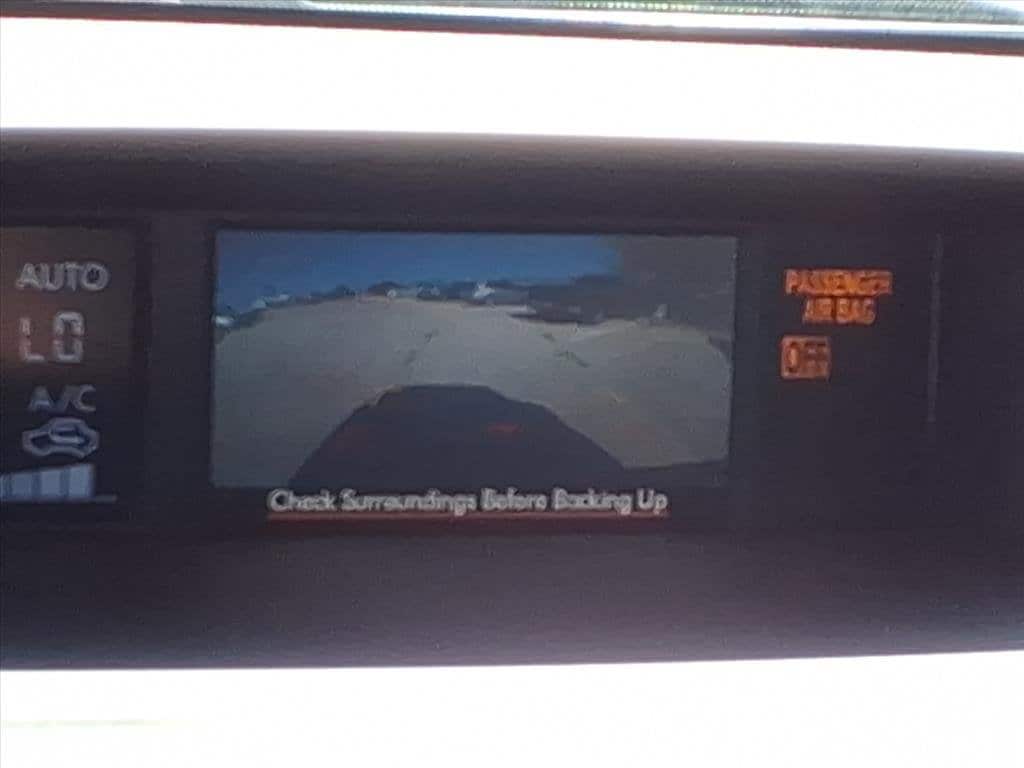 AUTO
LO
A/C
Check Surroundings Before Backing Up
PASSENGER
AIR BAG
OFF